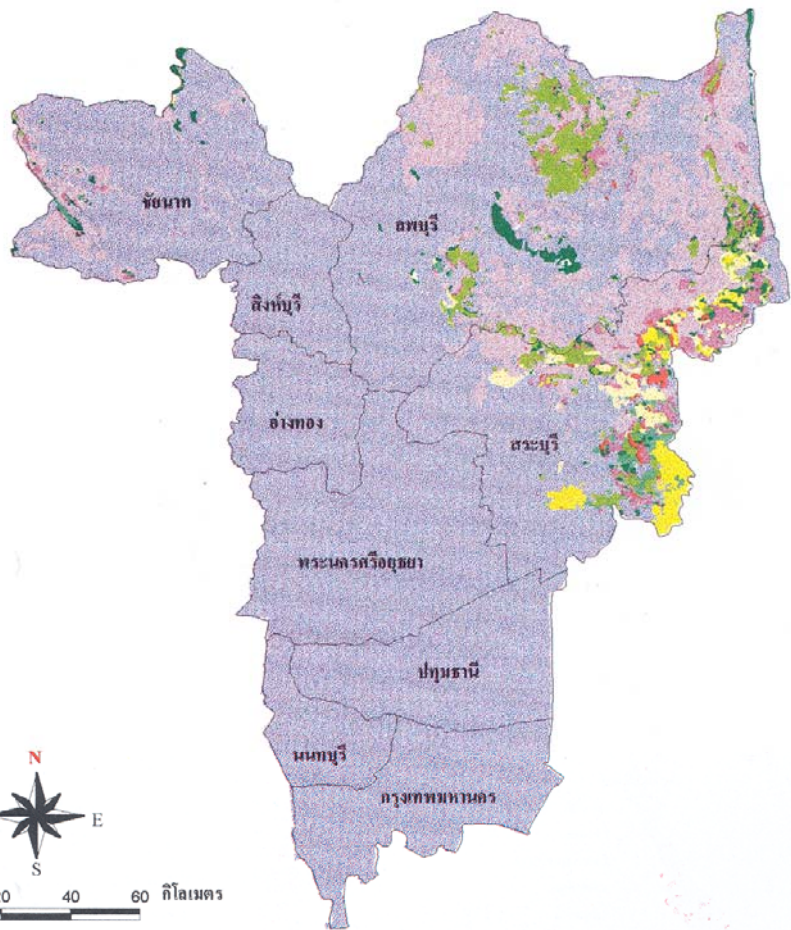 ชัยนาท
ลพบุรี
สิงห์บุรี
อ่างทอง
สระบุรี
พระนครศรีอยุธยา
ปทุมธานี
นนทบุรี
กรุงเทพมหานคร
N
E
S
20 40 60 กิโลเมตร